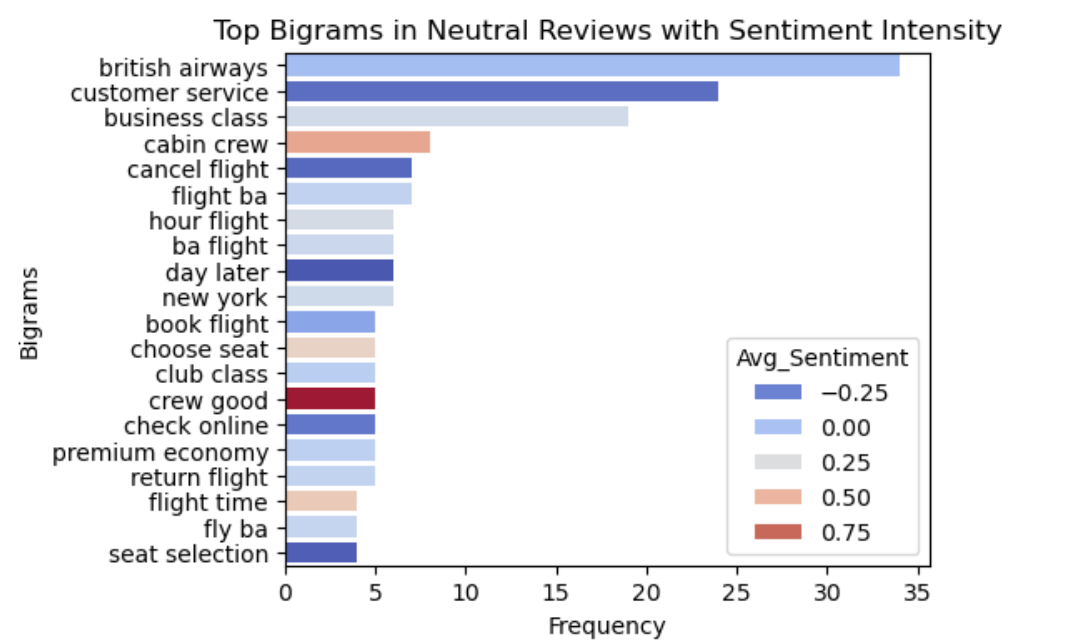 Top Bigrams in Neutral Reviews with Sentiment Intensity
british airways
customer service
business class
cabin crew
cancel flight
flight ba
hour flight
ba flight
day later
new york
book flight
choose seat
club class
crew good
check online
premium economy
return flight
flight time
fly ba
seat selection
Bigrams
Avg_Sentiment
−0.25
0.00
0.25
0.50
0.75
0 5 10 15 20 25 30 35
Frequency